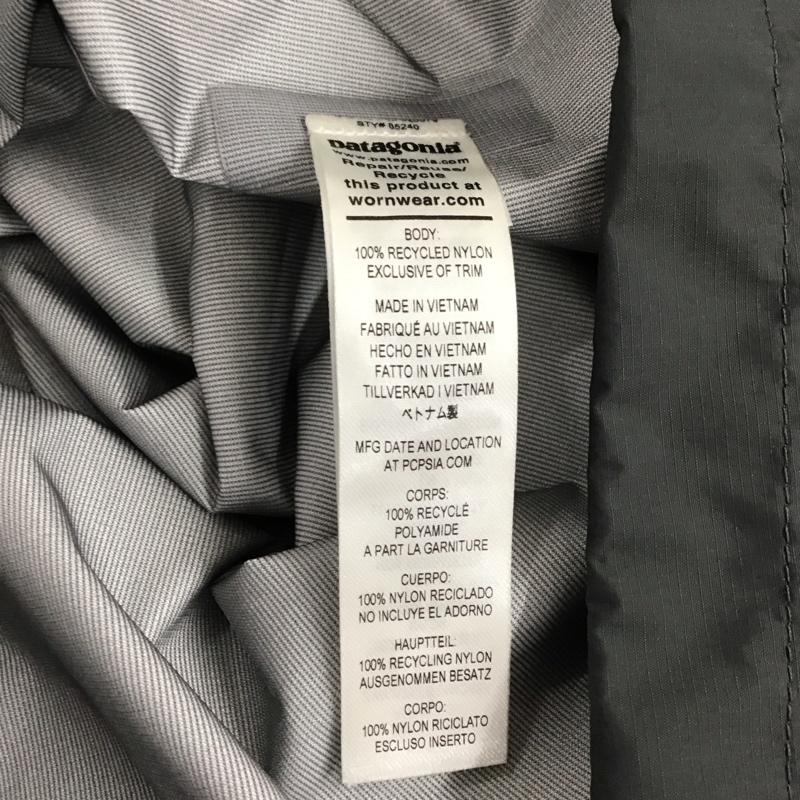 STY# 85240
patagonia
www.patagonia.com
Repair/Reuse/
Recycle
this product at
wornwear.com
BODY:
100% RECYCLED NYLON
EXCLUSIVE OF TRIM
MADE IN VIETNAM
FABRIQUÉ AU VIETNAM
HECHO EN VIETNAM
FATTO IN VIETNAM
TILLVERKAD I VIETNAM
ベトナム製
MFG DATE AND LOCATION
AT PCPSIA.COM
CORPS:
100% RECYCLÉ
POLYAMIDE
A PART LA GARNITURE
CUERPO:
100% NYLON RECICLADO
NO INCLUYE EL ADORNO
HAUPTTEIL:
100% RECYCLING NYLON
AUSGENOMMEN BESATZ
CORPO:
100% NYLON RICICLATO
ESCLUSO INSERTO